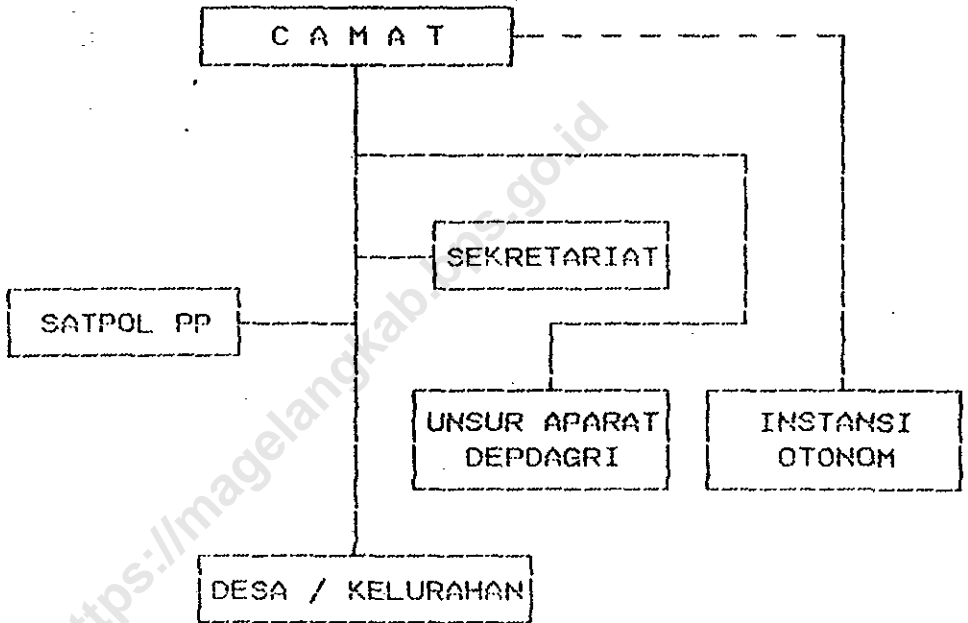 C A M A T
SEKRETARIAT
SATPOL PP
UNSUR APARAT
DEPDAGRI
INSTANSI
OTONOM
DESA / KELURAHAN
https://magelangkab.bps.go.id